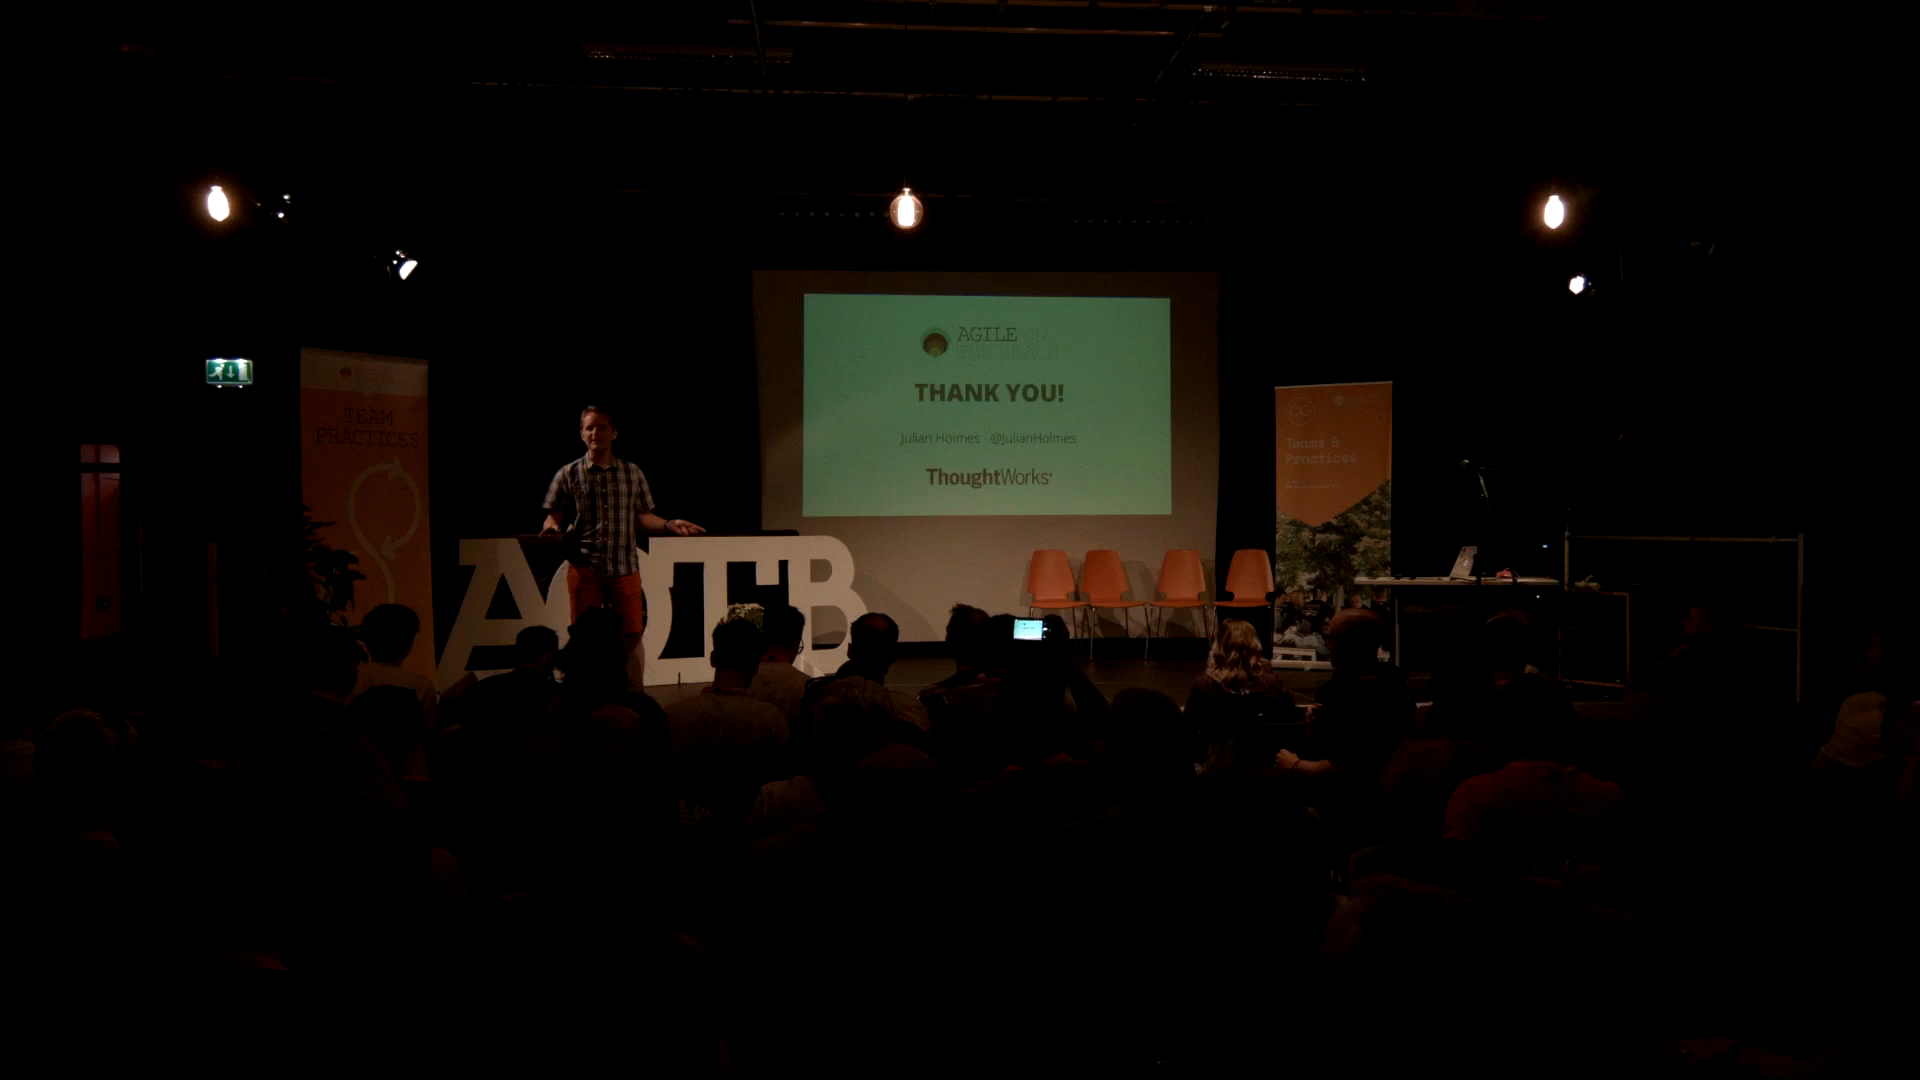 AGILE ON
THE BEACH
THANK YOU!
Julian Holmes - @JulianHolmes
ThoughtWorks
TEAM
PRACTICES
Teams &
Practices
AOTB